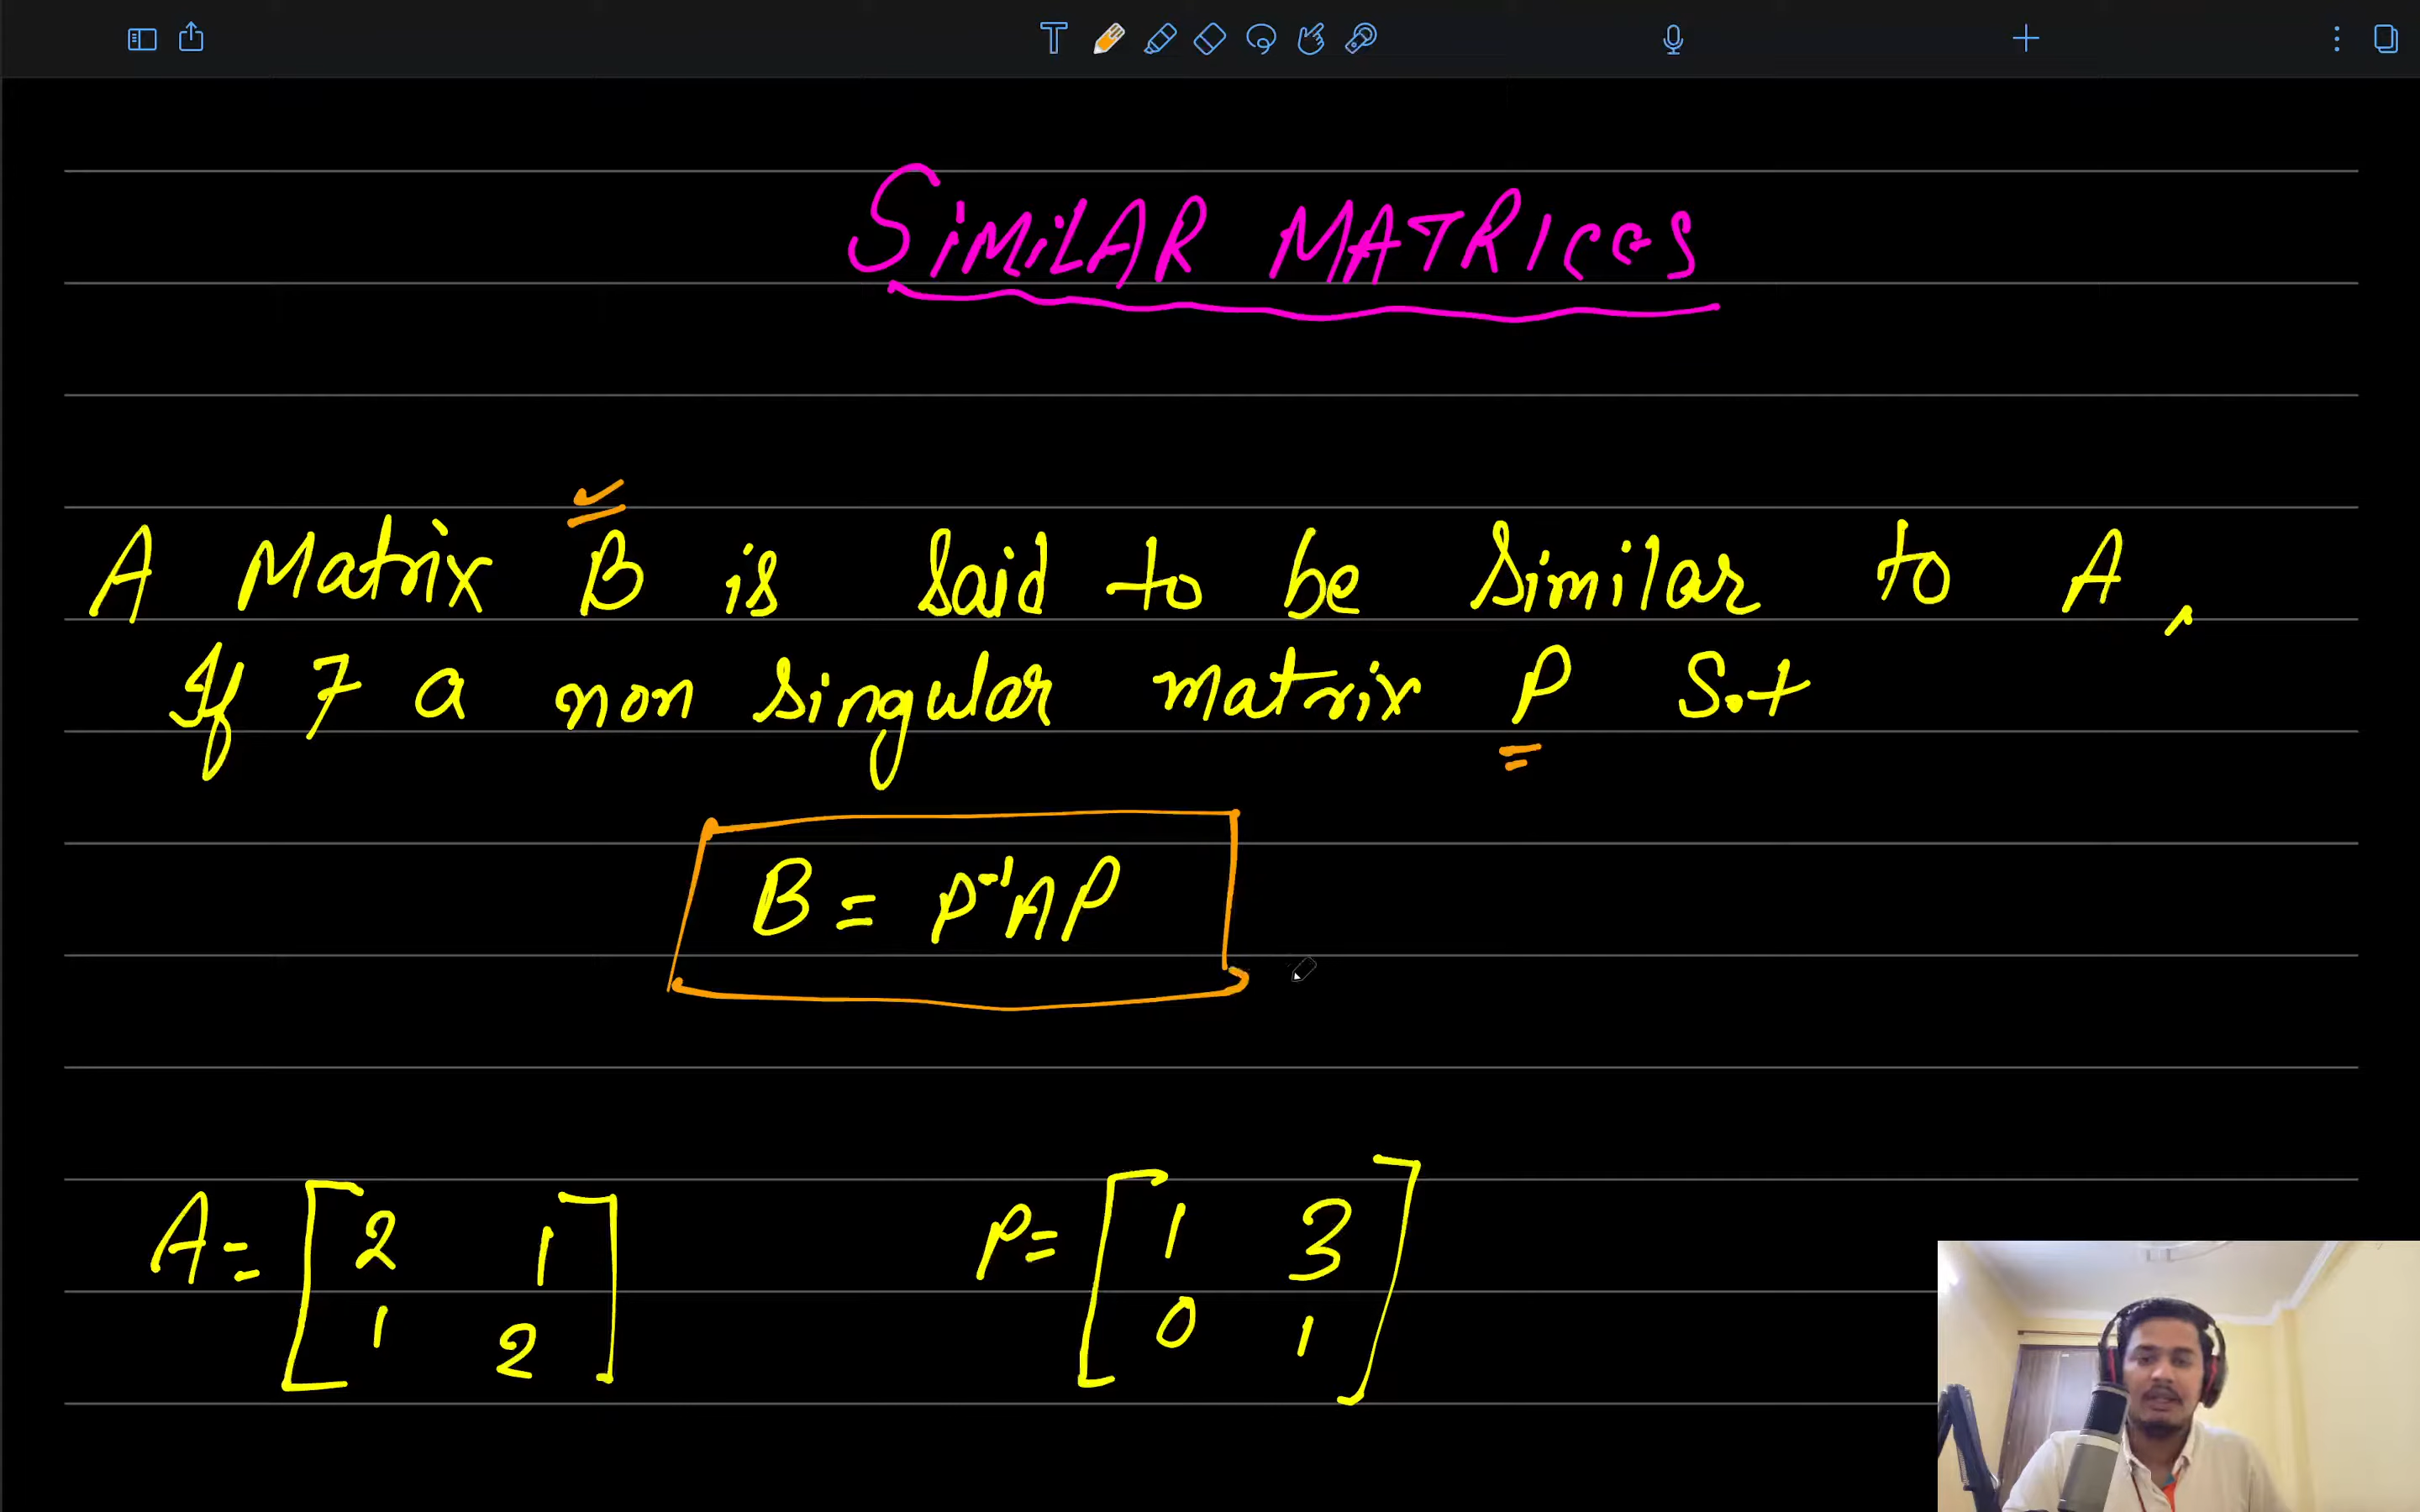 SiMiLAR MATRICES
A Matrix B is said to be similar to A,
If ∃ a non singular matrix P s.t
B = P⁻¹AP
A = [2 1
1 2]
P = [1 3
0 1]